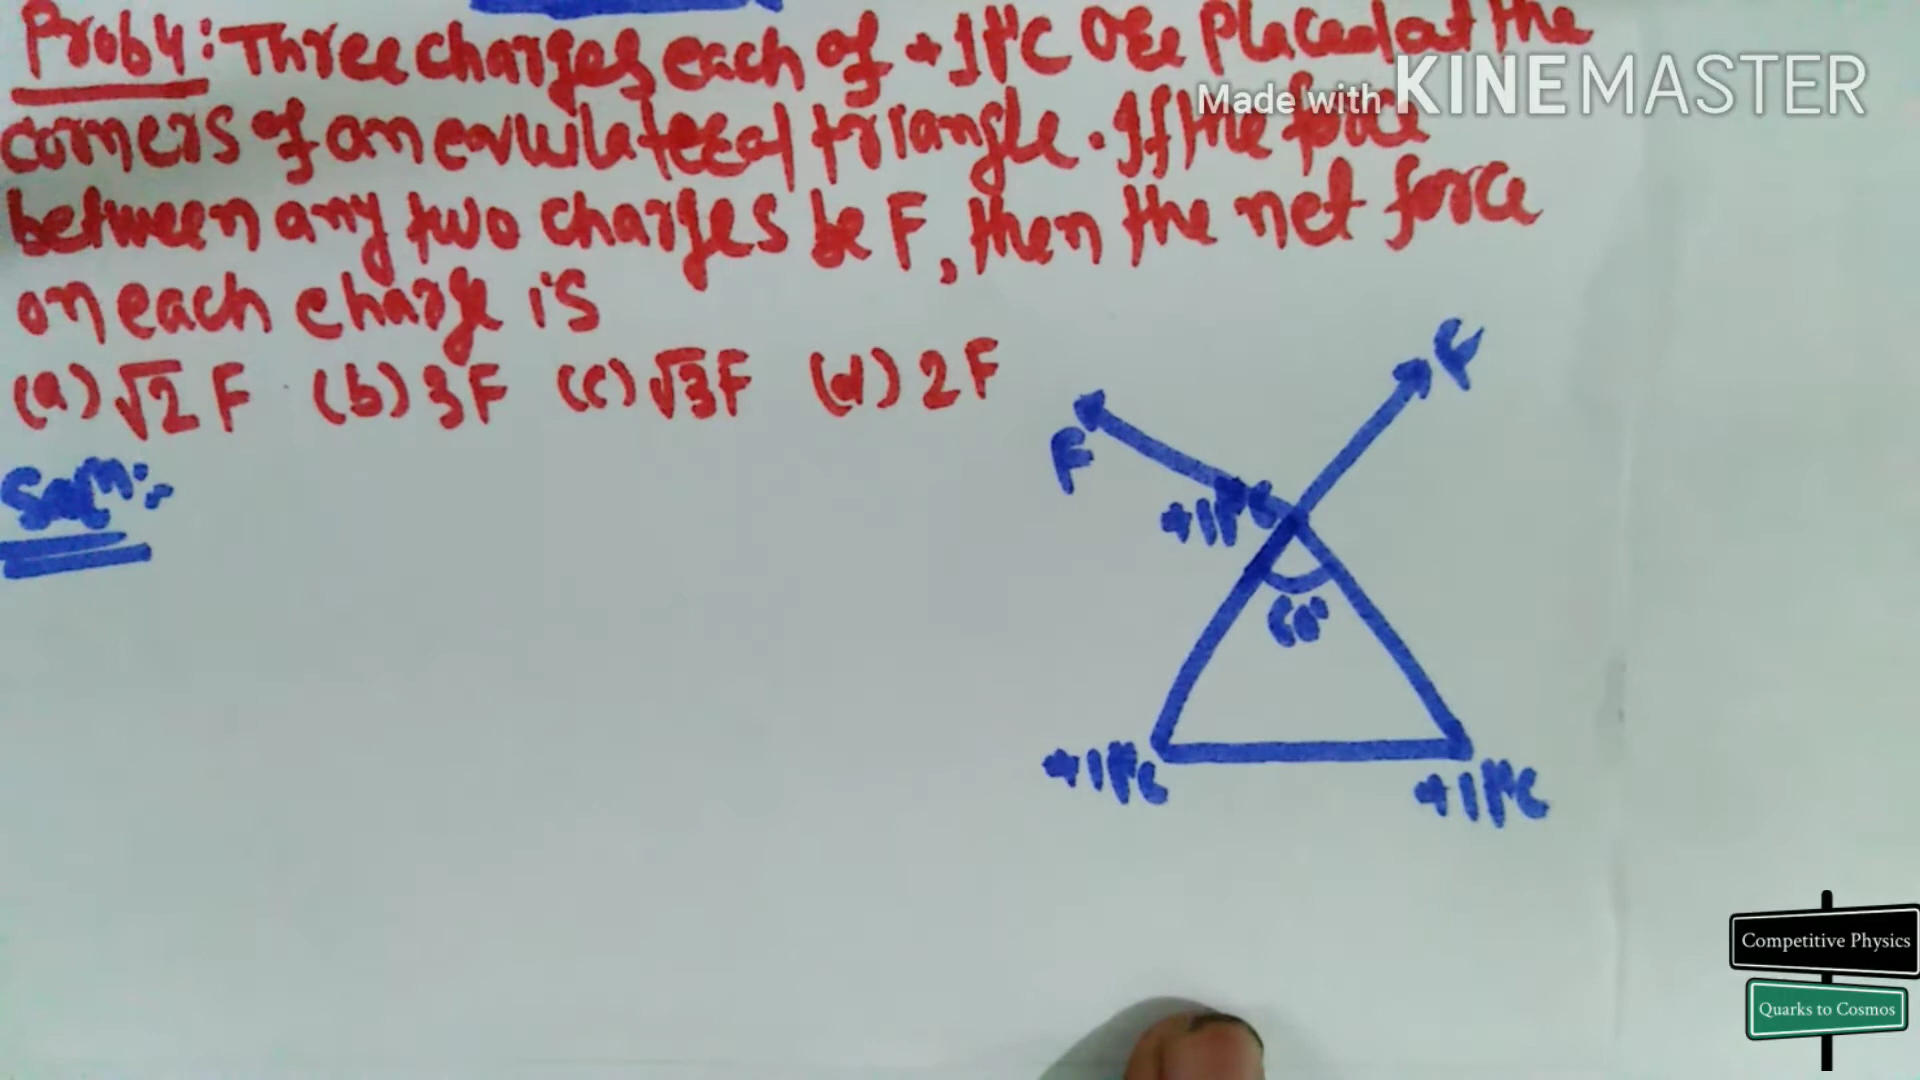 Prob4: Three charges each of +1μC are placed at the
Made with KINEMASTER
corners of an equilateral triangle. If the force
between any two charges be F, then the net force
on each charge is
(a) √2 F (b) 3F (c) √3F (d) 2F
Soln:-
F
F
+1μC
60°
+1μC
+1μC
Competitive Physics
Quarks to Cosmos